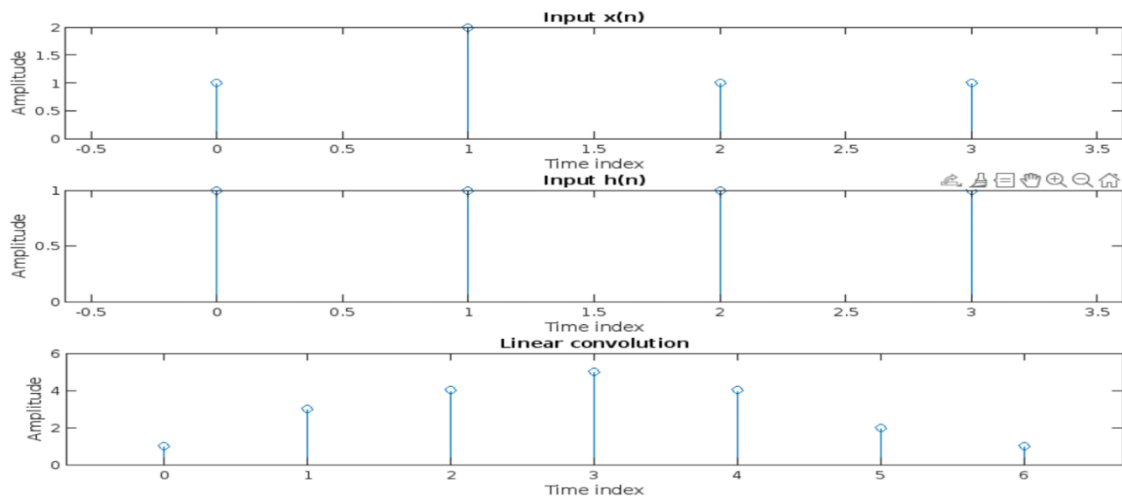 Input x(n)
2
1.5
1
0.5
0
Amplitude
-0.5 0 0.5 1 1.5 2 2.5 3 3.5
Time index
Input h(n)
1
0.5
0
Amplitude
-0.5 0 0.5 1 1.5 2 2.5 3 3.5
Time index
Linear convolution
6
4
2
0
Amplitude
0 1 2 3 4 5 6
Time index